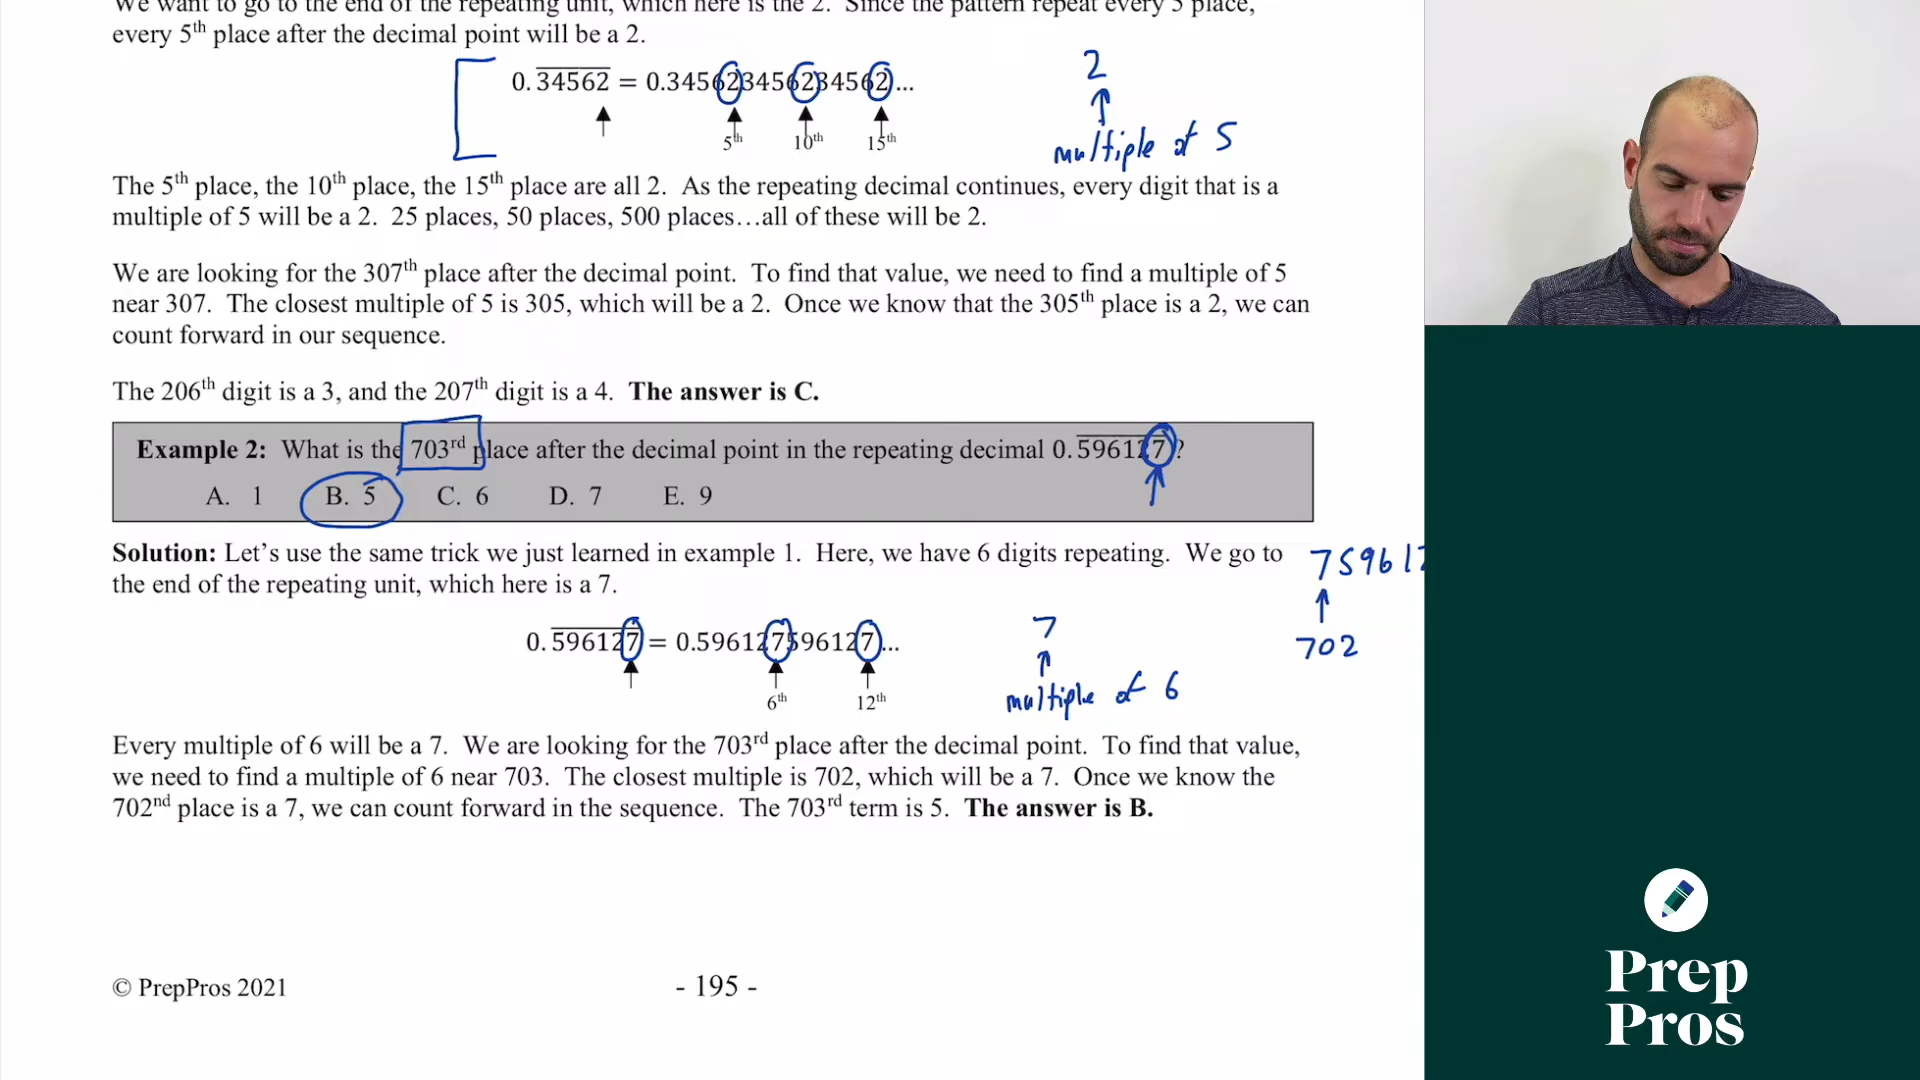 We want to go to the end of the repeating unit, which here is the 2. Since the pattern repeat every 5 place,
every 5th place after the decimal point will be a 2.
0.34562 = 0.345623456234562...
5th 10th 15th
2
multiple of 5
The 5th place, the 10th place, the 15th place are all 2. As the repeating decimal continues, every digit that is a
multiple of 5 will be a 2. 25 places, 50 places, 500 places…all of these will be 2.
We are looking for the 307th place after the decimal point. To find that value, we need to find a multiple of 5
near 307. The closest multiple of 5 is 305, which will be a 2. Once we know that the 305th place is a 2, we can
count forward in our sequence.
The 206th digit is a 3, and the 207th digit is a 4. The answer is C.
Example 2: What is the 703rd place after the decimal point in the repeating decimal 0.596127?
A. 1 B. 5 C. 6 D. 7 E. 9
Solution: Let's use the same trick we just learned in example 1. Here, we have 6 digits repeating. We go to
the end of the repeating unit, which here is a 7.
759612
702
0.596127 = 0.596127596127...
6th 12th
7
multiple of 6
Every multiple of 6 will be a 7. We are looking for the 703rd place after the decimal point. To find that value,
we need to find a multiple of 6 near 703. The closest multiple is 702, which will be a 7. Once we know the
702nd place is a 7, we can count forward in the sequence. The 703rd term is 5. The answer is B.
© PrepPros 2021
- 195 -
Prep
Pros